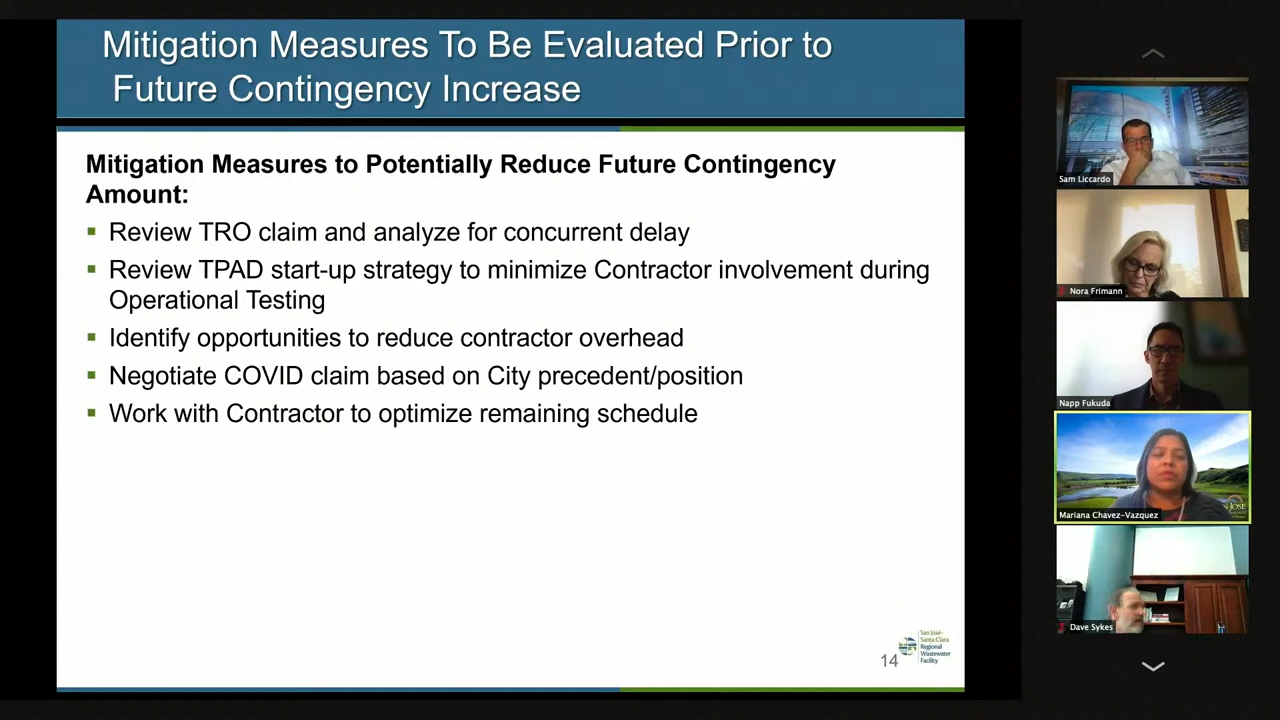 Mitigation Measures To Be Evaluated Prior to
Future Contingency Increase
Mitigation Measures to Potentially Reduce Future Contingency
Amount:
Review TRO claim and analyze for concurrent delay
Review TPAD start-up strategy to minimize Contractor involvement during
Operational Testing
Identify opportunities to reduce contractor overhead
Negotiate COVID claim based on City precedent/position
Work with Contractor to optimize remaining schedule
14
San José-
Santa Clara
Regional
Wastewater
Facility
Sam Liccardo
Nora Frimann
Napp Fukuda
Mariana Chavez-Vazquez
Dave Sykes